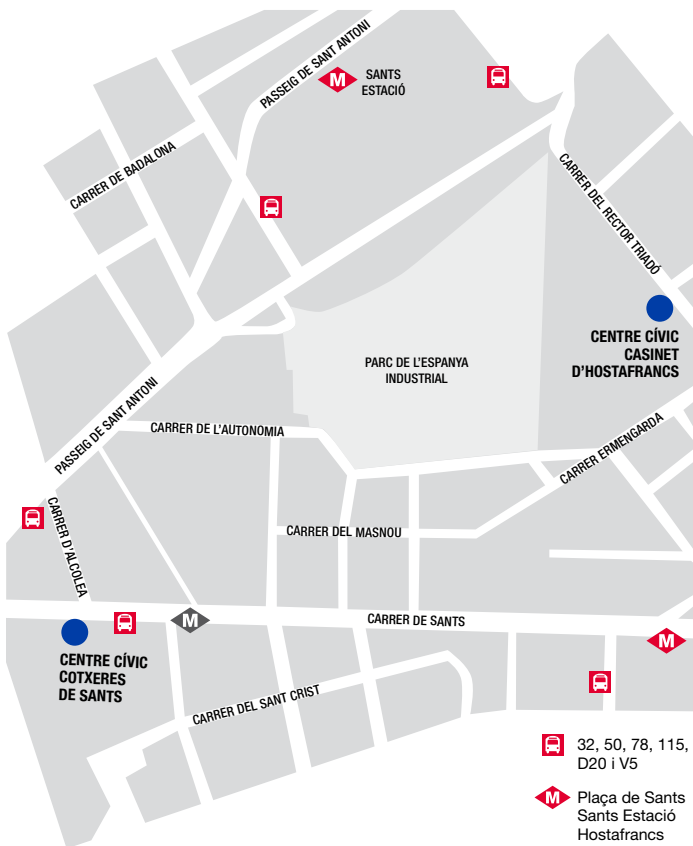 PASSEIG DE SANT ANTONI
M
SANTS
ESTACIÓ
CARRER DE BADALONA
CARRER DEL RECTOR TRIADÓ
CENTRE CÍVIC
CASINET
D'HOSTAFRANCS
PARC DE L'ESPANYA
INDUSTRIAL
PASSEIG DE SANT ANTONI
CARRER DE L'AUTONOMIA
CARRER ERMENGARDA
CARRER D'ALCOLEA
CARRER DEL MASNOU
M
CARRER DE SANTS
M
CENTRE CÍVIC
COTXERES
DE SANTS
CARRER DEL SANT CRIST
32, 50, 78, 115,
D20 i V5
M
Plaça de Sants
Sants Estació
Hostafrancs